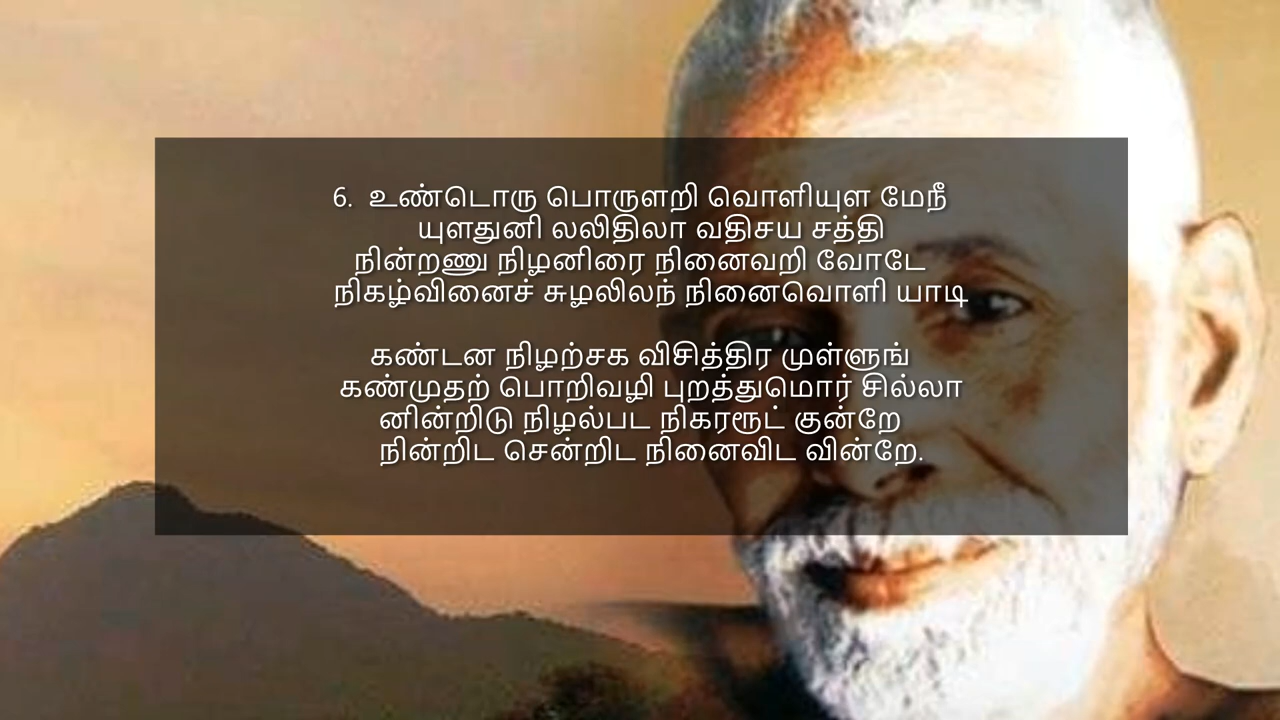 6. உண்டொரு பொருளறி வொளியுள மேநீ
யுளதுனி லலிதிலா வதிசய சத்தி
நின்றணு நிழனிரை நினைவறி வோடே
நிகழ்வினைச் சுழலிலந் நினைவொளி யாடி
கண்டன நிழற்சக விசித்திர முள்ளுங்
கண்முதற் பொறிவழி புறத்துமொர் சில்லா
னின்றிடு நிழல்பட நிகரரூட் குன்றே
நின்றிட சென்றிட நினைவிட வின்றே.